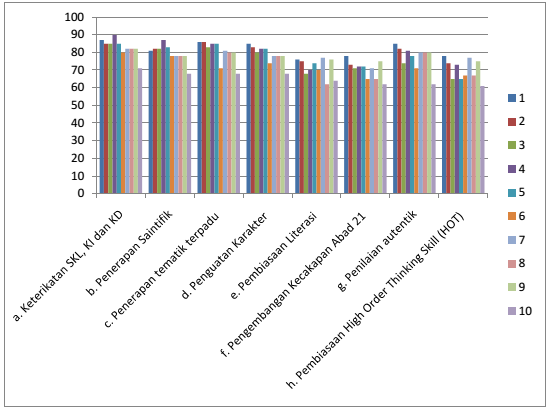 100
90
80
70
60
50
40
30
20
10
0
a. Keterikatan SKL, KI dan KD
b. Penerapan Saintifik
c. Penerapan tematik terpadu
d. Penguatan Karakter
e. Pembiasaan Literasi
f. Pengembangan Kecakapan Abad 21
g. Penilaian autentik
h. Pembiasaan High Order Thinking Skill (HOT)
1
2
3
4
5
6
7
8
9
10